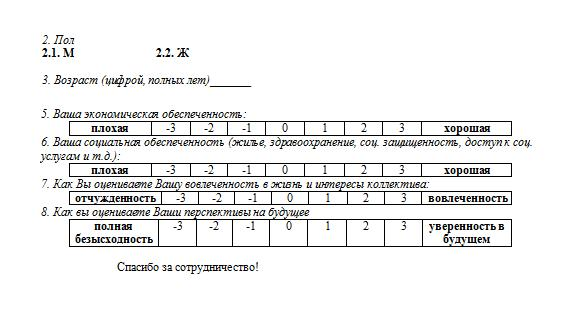 2. Пол
2.1. М 2.2. Ж
3. Возраст (цифрой, полных лет)_______
5. Ваша экономическая обеспеченность:
плохая -3 -2 -1 0 1 2 3 хорошая
6. Ваша социальная обеспеченность (жилье, здравоохранение, соц. защищенность, доступ к соц.
услугам и т.д.):
плохая -3 -2 -1 0 1 2 3 хорошая
7. Как Вы оцениваете Вашу вовлеченность в жизнь и интересы коллектива:
отчужденность -3 -2 -1 0 1 2 3 вовлеченность
8. Как вы оцениваете Ваши перспективы на будущее
полная -3 -2 -1 0 1 2 3 уверенность в
безысходность будущем
Спасибо за сотрудничество!